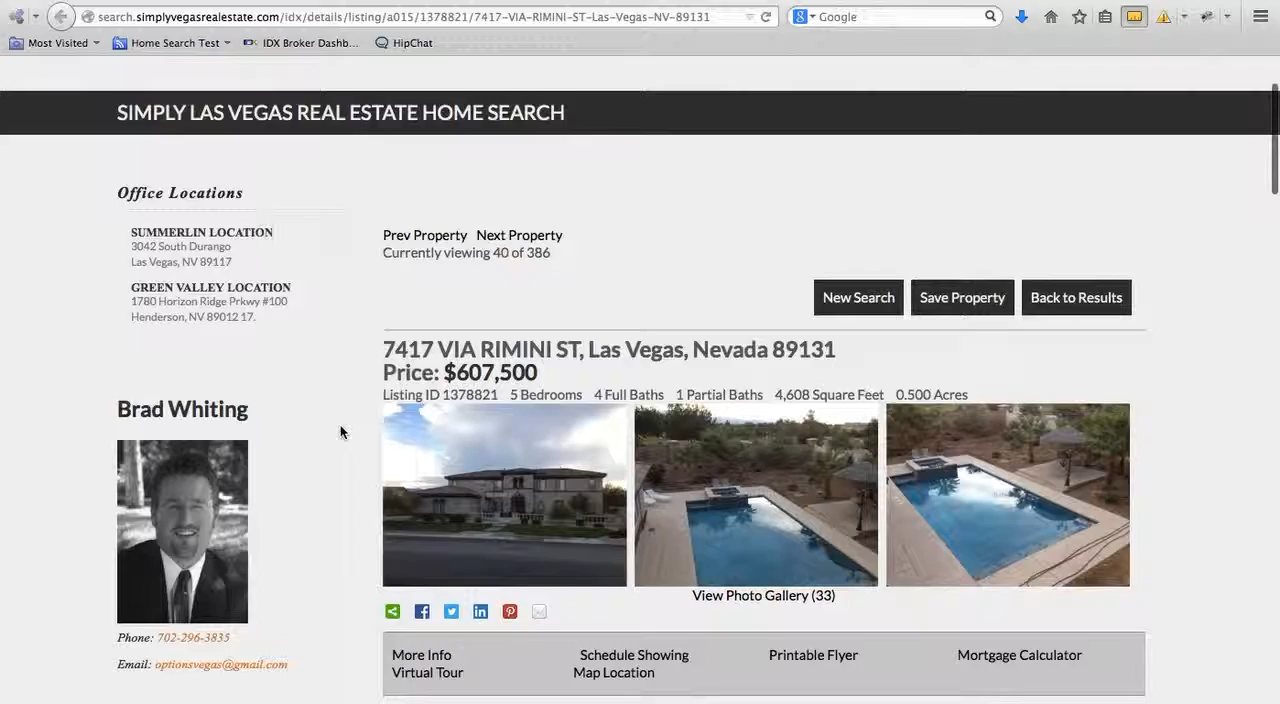 search.simplyvegasrealestate.com/idx/details/listing/a015/1378821/7417-VIA-RIMINI-ST-Las-Vegas-NV-89131
Google
Most Visited
Home Search Test
IDX Broker Dashb...
HipChat
SIMPLY LAS VEGAS REAL ESTATE HOME SEARCH
Office Locations
SUMMERLIN LOCATION
3042 South Durango
Las Vegas, NV 89117
GREEN VALLEY LOCATION
1780 Horizon Ridge Prkwy #100
Henderson, NV 89012 17.
Brad Whiting
Phone: 702-296-3835
Email: optionsvegas@gmail.com
Prev Property Next Property
Currently viewing 40 of 386
New Search
Save Property
Back to Results
7417 VIA RIMINI ST, Las Vegas, Nevada 89131
Price: $607,500
Listing ID 1378821 5 Bedrooms 4 Full Baths 1 Partial Baths 4,608 Square Feet 0.500 Acres
View Photo Gallery (33)
More Info Schedule Showing Printable Flyer Mortgage Calculator
Virtual Tour Map Location